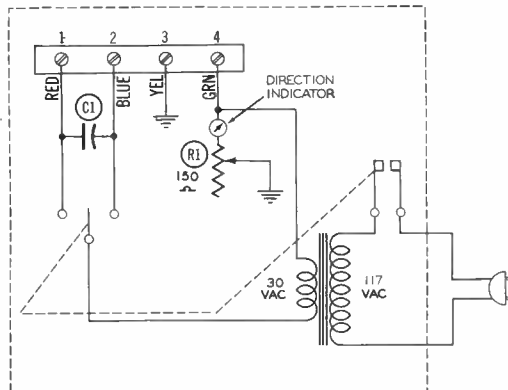 1 2 3 4
RED BLUE YEL GRN
C1
DIRECTION
INDICATOR
R1
150
Ω
30
VAC
117
VAC